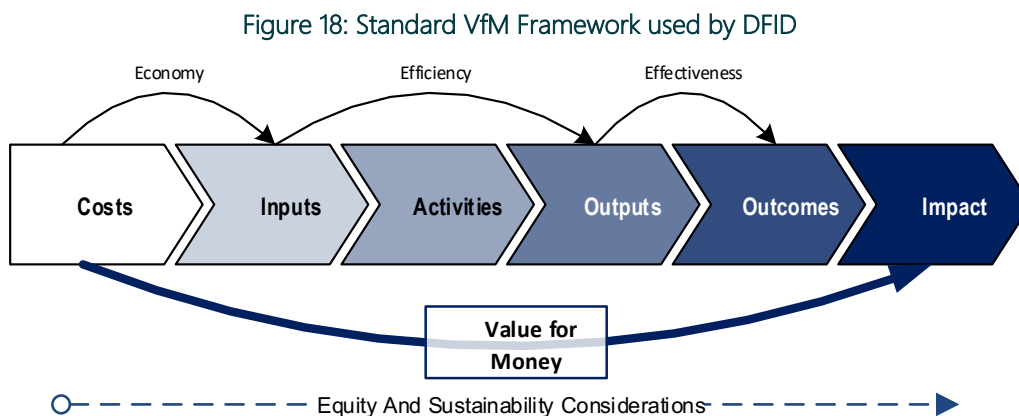 Figure 18: Standard VfM Framework used by DFID
Economy
Efficiency
Effectiveness
Costs
Inputs
Activities
Outputs
Outcomes
Impact
Value for
Money
Equity And Sustainability Considerations